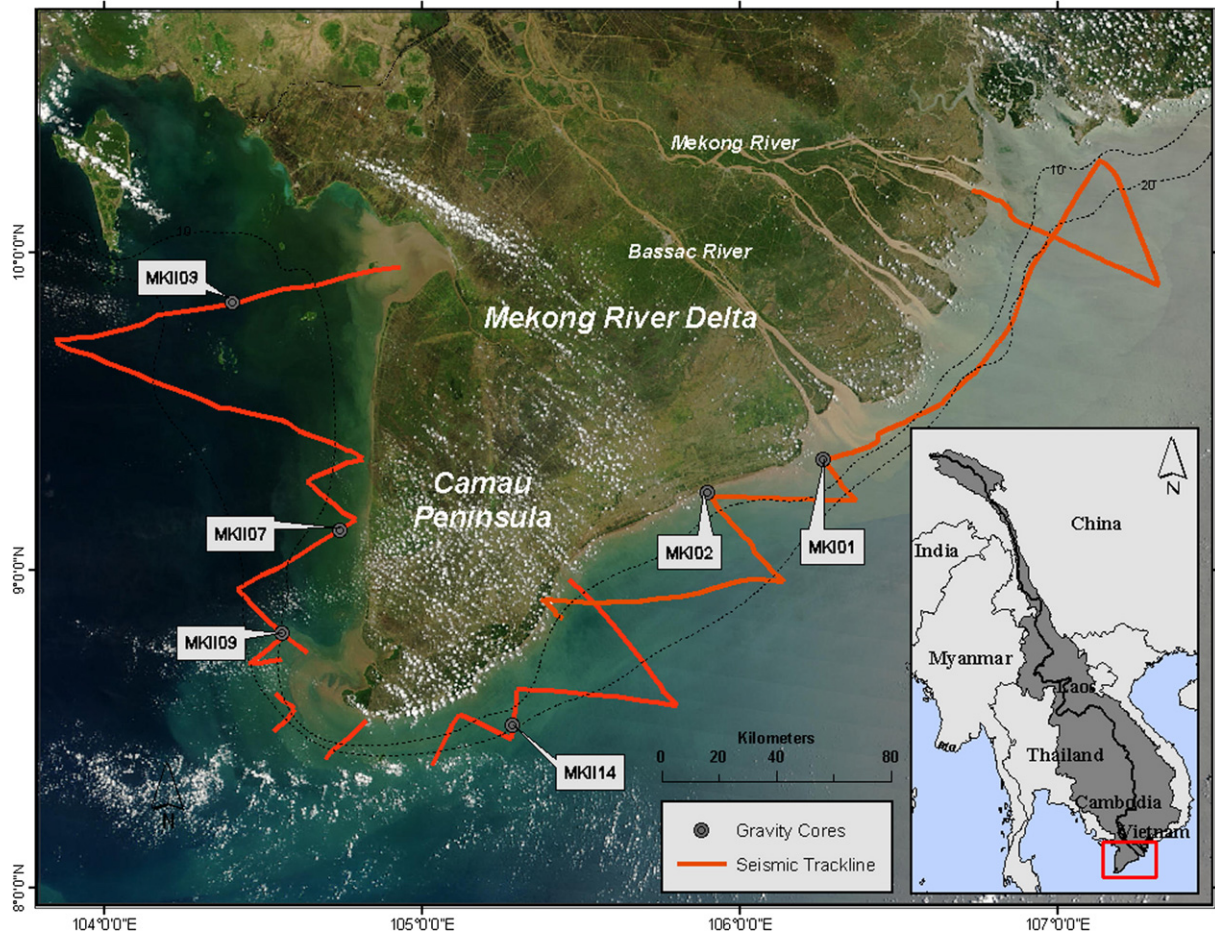 Mekong River
10
20
Bassac River
10
MKII03
Mekong River Delta
Camau
Peninsula
MKII07
MKI02
MKI01
MKII09
MKII14
Kilometers
0 40 80
Gravity Cores
Seismic Trackline
N
N
China
India
Myanmar
Laos
Thailand
Cambodia
Vietnam
10°0'0"N
9°0'0"N
8°0'0"N
104°0'0"E
105°0'0"E
106°0'0"E
107°0'0"E